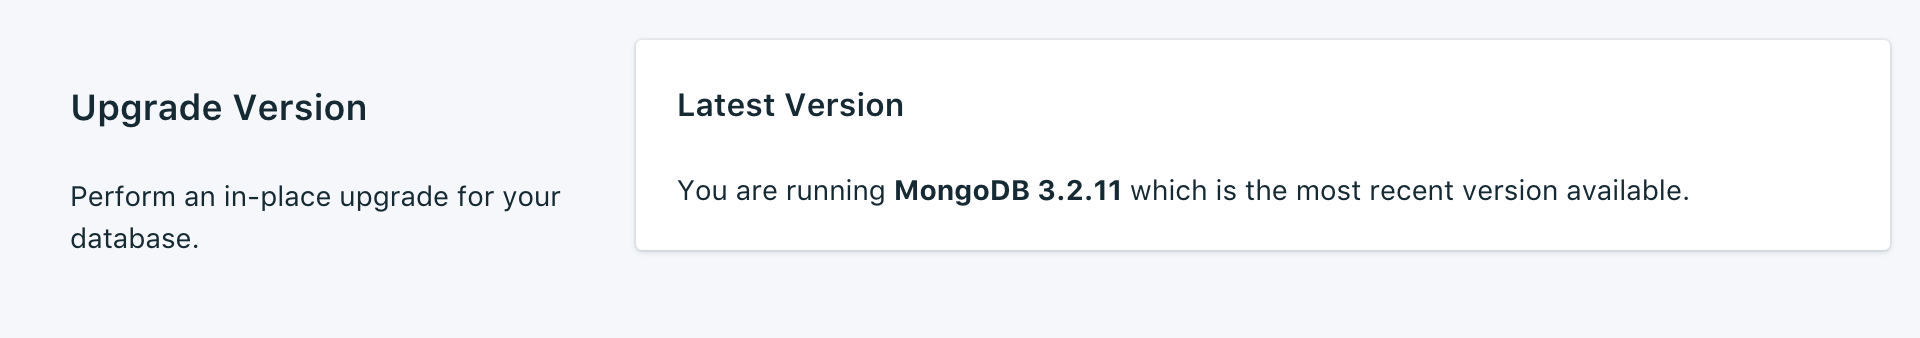 Upgrade Version
Perform an in-place upgrade for your
database.
Latest Version
You are running MongoDB 3.2.11 which is the most recent version available.